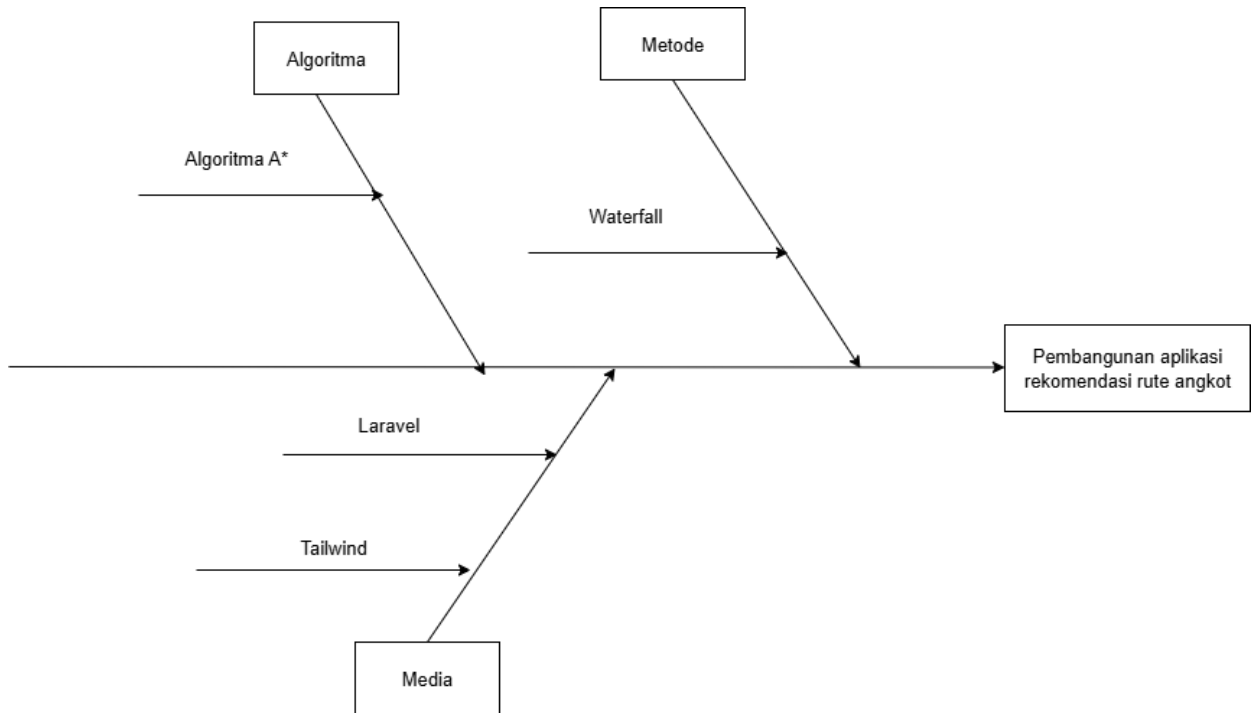 Metode
Algoritma
Algoritma A*
Waterfall
Pembangunan aplikasi
rekomendasi rute angkot
Laravel
Tailwind
Media